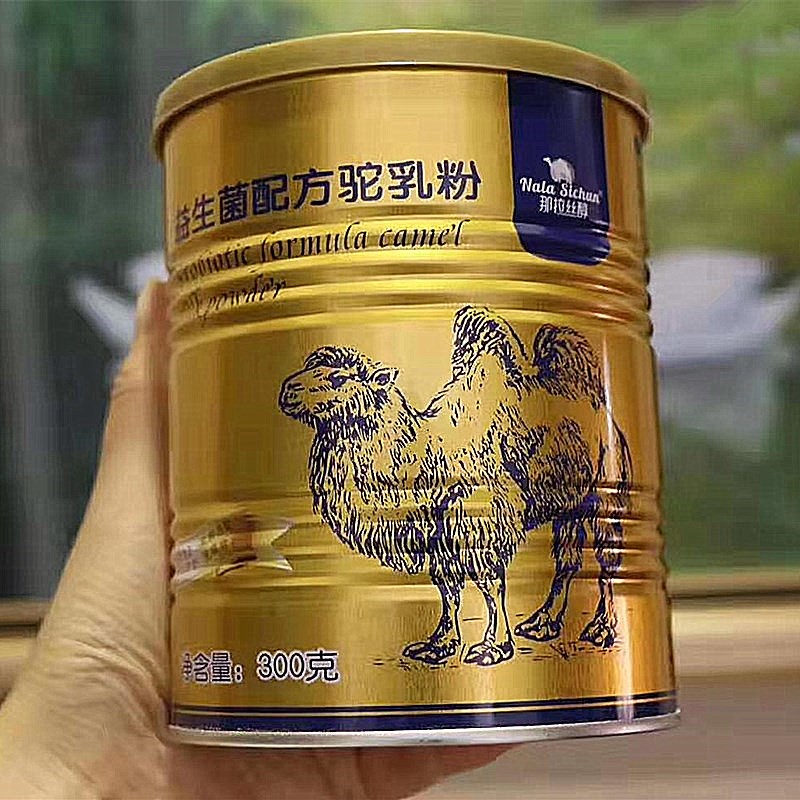 益生菌配方驼乳粉
formula camel
powder
Nala Sichun
那拉丝醇
净含量：300克